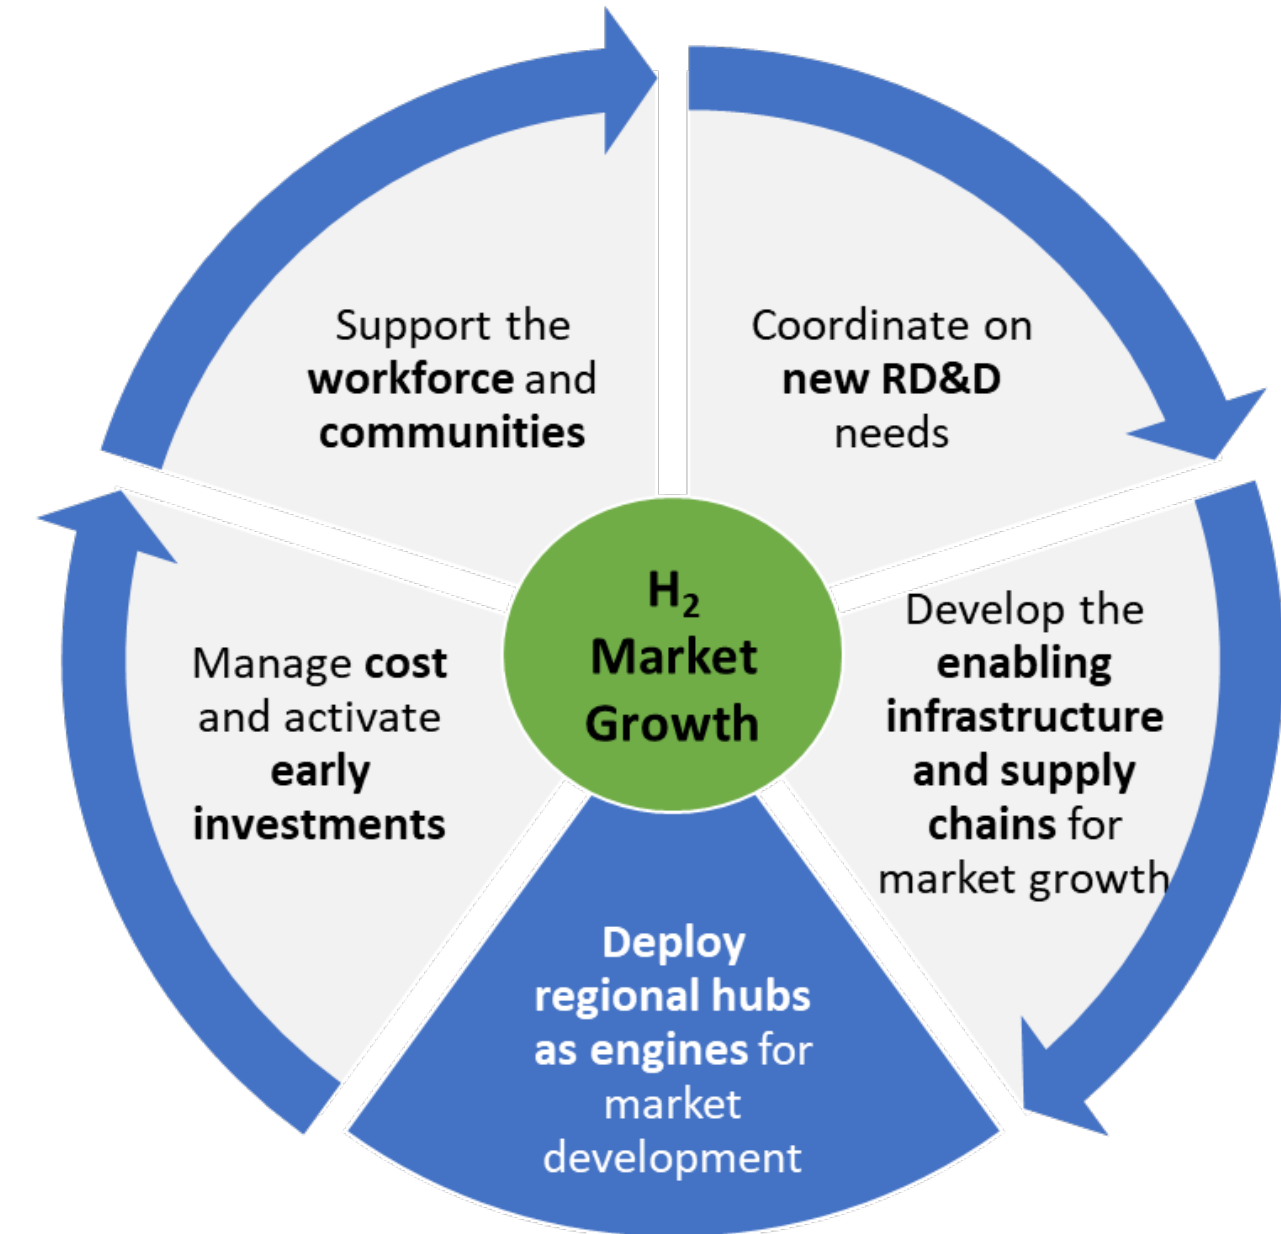 Support the
workforce and
communities
Coordinate on
new RD&D
needs
H₂
Market
Growth
Develop the
enabling
infrastructure
and supply
chains for
market growth
Manage cost
and activate
early
investments
Deploy
regional hubs
as engines for
market
development